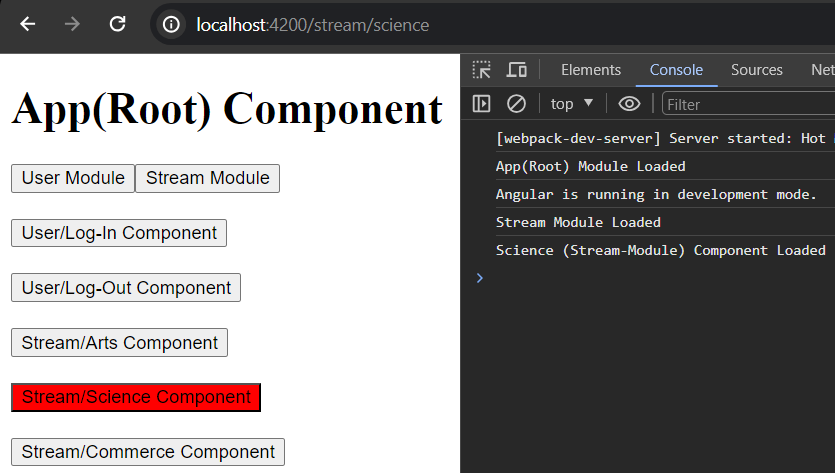 localhost:4200/stream/science
Elements Console Sources Net
top Filter
App(Root) Component
User Module Stream Module
User/Log-In Component
User/Log-Out Component
Stream/Arts Component
Stream/Science Component
Stream/Commerce Component
[webpack-dev-server] Server started: Hot
App(Root) Module Loaded
Angular is running in development mode.
Stream Module Loaded
Science (Stream-Module) Component Loaded